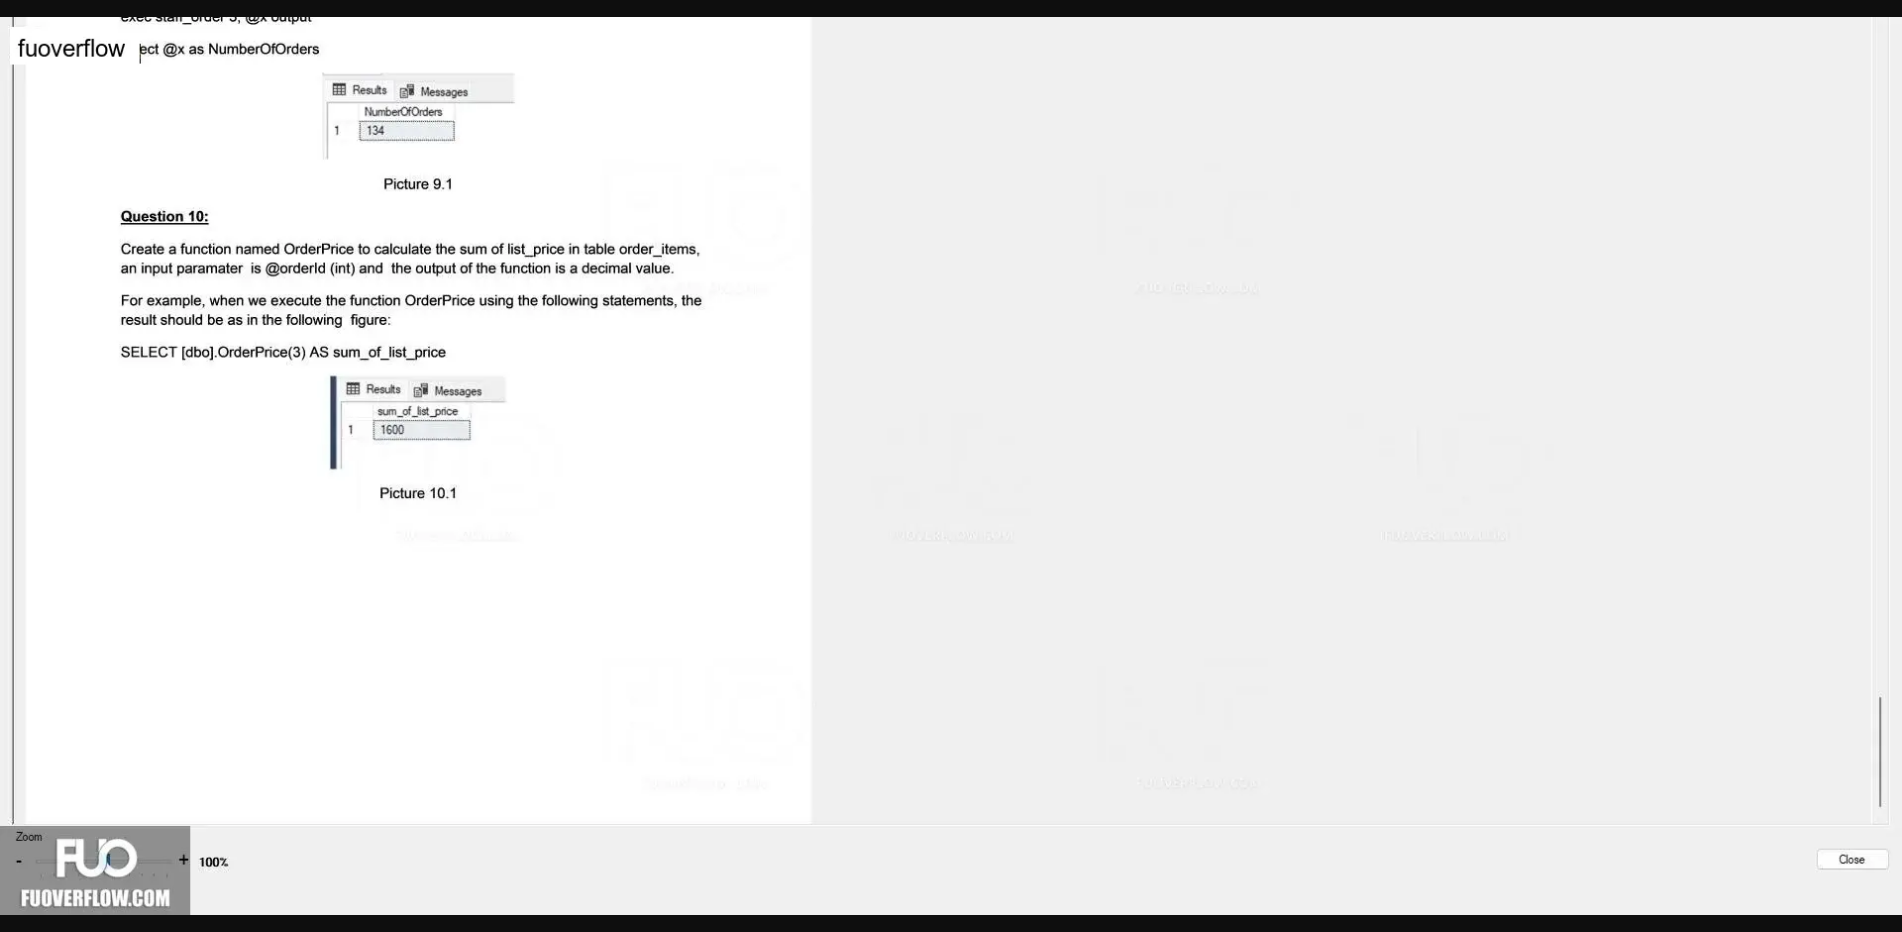 exec staff_order 3, @x output
fuoverflow ect @x as NumberOfOrders
Results Messages
NumberOfOrders
1 134
Picture 9.1
Question 10:
Create a function named OrderPrice to calculate the sum of list_price in table order_items,
an input paramater is @orderId (int) and the output of the function is a decimal value.
For example, when we execute the function OrderPrice using the following statements, the
result should be as in the following figure:
SELECT [dbo].OrderPrice(3) AS sum_of_list_price
Results Messages
sum_of_list_price
1 1600
Picture 10.1
Zoom
- + 100%
FUO
FUOVERFLOW.COM
Close